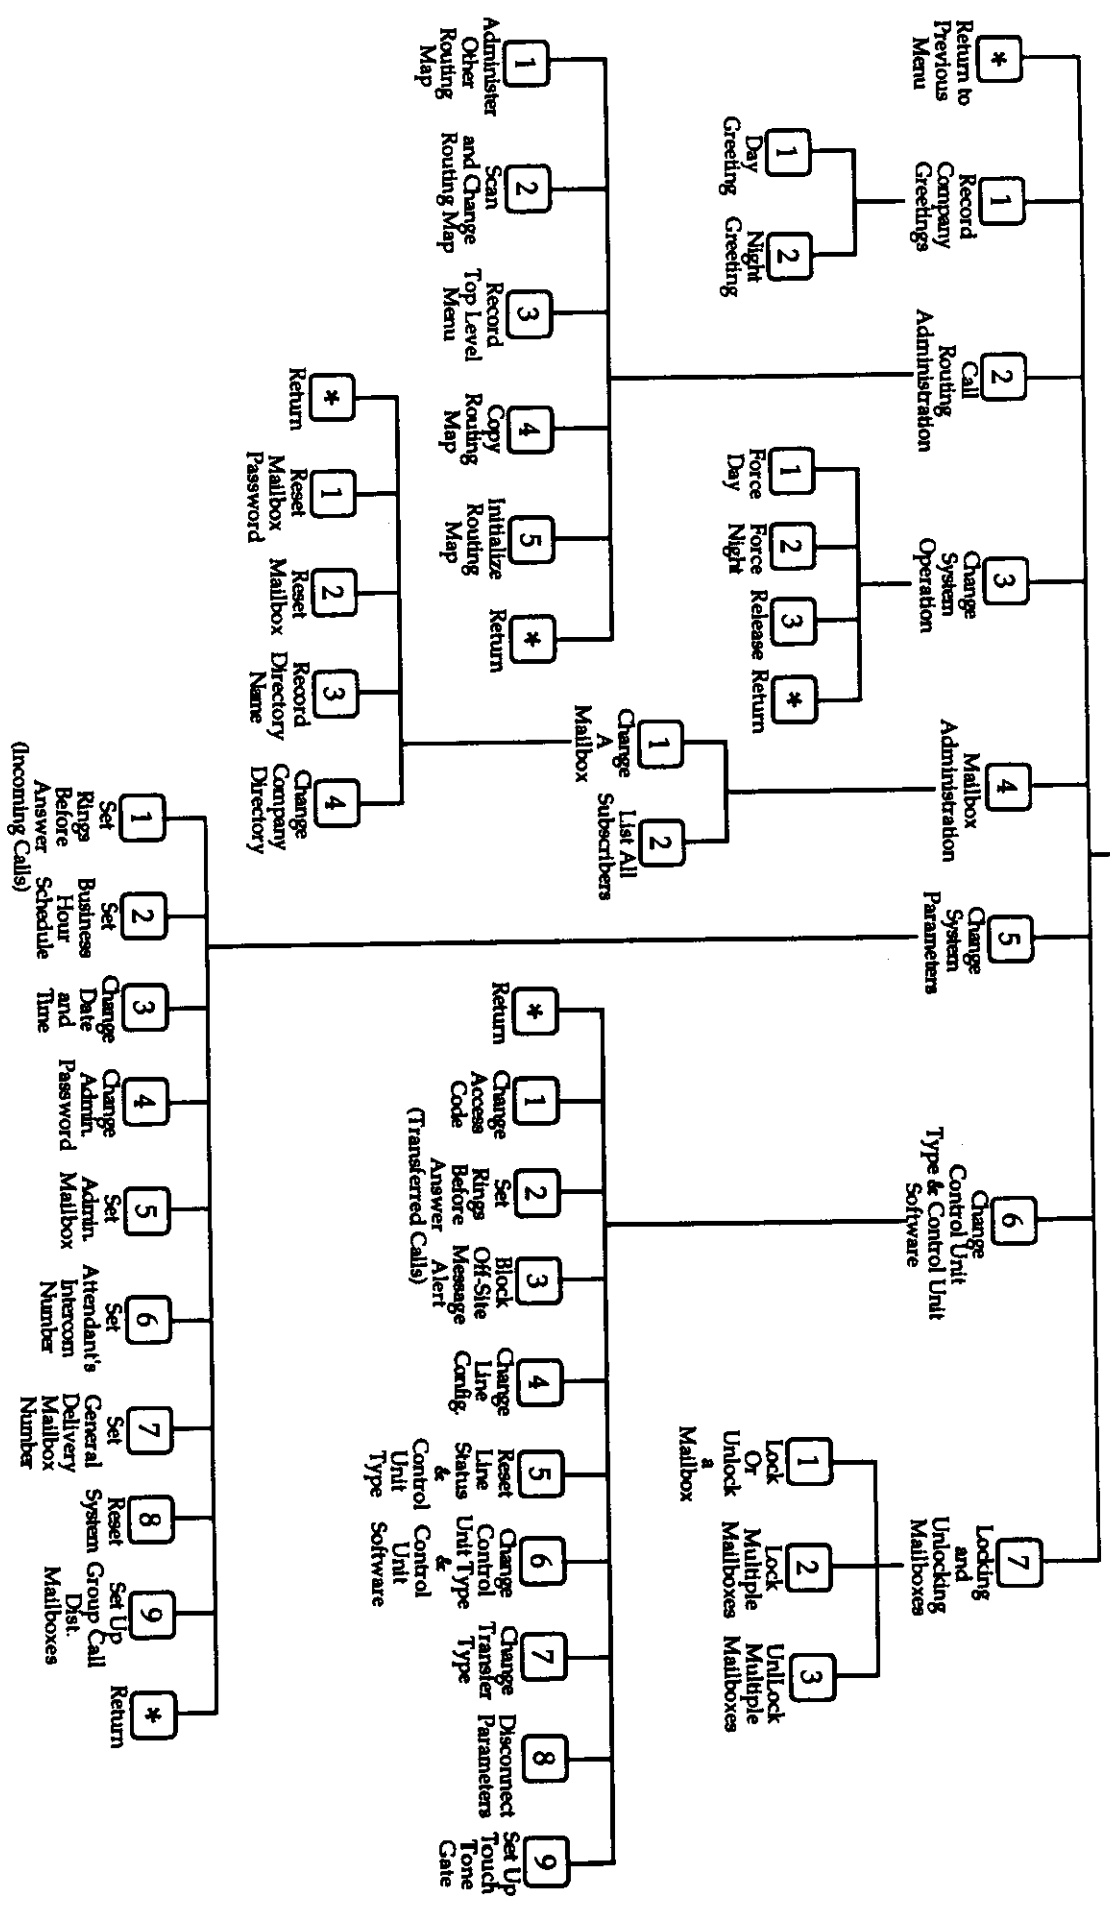 *
Return to
Previous
Menu
1
Record
Company
Greetings
2
Call
Routing
Administration
3
Change
System
Operation
4
Mailbox
Administration
5
Change
System
Parameters
6
Change
Control Unit
Type & Control Unit
Software
7
Locking
and
Unlocking
Mailboxes
1
Day
Greeting
2
Night
Greeting
1
Force
Day
2
Force
Night
3
Release
*
Return
1
Change
A
Mailbox
2
List All
Subscribers
1
Lock
Or
Unlock
a
Mailbox
2
Lock
Multiple
Mailboxes
3
UnlLock
Multiple
Mailboxes
1
Administer
Other
Routing
Map
2
Scan
and Change
Routing Map
3
Record
Top Level
Menu
4
Copy
Routing
Map
5
Initialize
Routing
Map
*
Return
*
Return
1
Change
Access
Code
2
Set
Rings
Before
Answer
(Transferred Calls)
3
Block
Off-Site
Message
Alert
4
Change
Line
Config.
5
Reset
Line
Status
&
Control
Unit
Type
6
Change
Control
Unit Type
&
Control
Unit
Software
7
Change
Transfer
Type
8
Disconnect
Parameters
9
Set Up
Touch
Tone
Gate
*
Return
1
Reset
Mailbox
Password
2
Reset
Mailbox
3
Record
Directory
Name
4
Change
Company
Directory
1
Set
Rings
Before
Answer
(Incoming Calls)
2
Set
Business
Hour
Schedule
3
Change
Date
and
Time
4
Change
Admin.
Password
5
Set
Admin.
Mailbox
6
Set
Attendant's
Intercom
Number
7
Set
General
Delivery
Mailbox
Number
8
Reset
System
9
Set Up
Group Call
Dist.
Mailboxes
*
Return